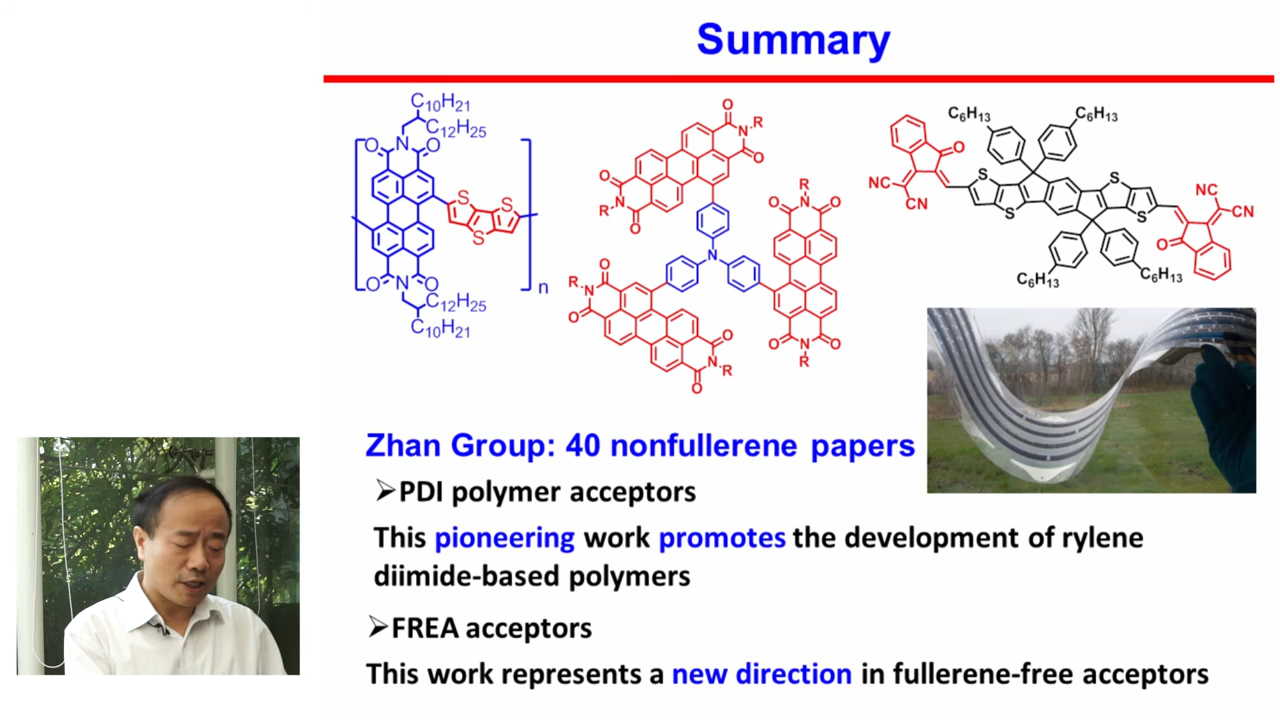 Summary
C10H21
C12H25
O
N
O
S
S
S
O
N
O
n
C12H25
C10H21
O
N
R
O
O
N
R
O
N
R
O
N
O
O
N
R
O
O
N
R
O
R
N
O
O
O
N
O
R
C6H13
C6H13
O
NC
CN
S
S
S
S
NC
CN
O
C6H13
C6H13
Zhan Group: 40 nonfullerene papers
➢PDI polymer acceptors
This pioneering work promotes the development of rylene
diimide-based polymers
➢FREA acceptors
This work represents a new direction in fullerene-free acceptors